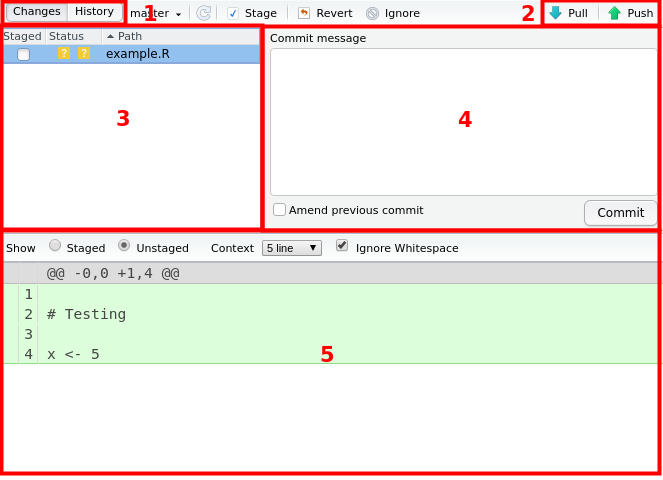 Changes History 1 master Stage Revert Ignore 2 Pull Push
Staged Status Path
? ? example.R
3
Commit message
4
Amend previous commit Commit
Show Staged Unstaged Context 5 line Ignore Whitespace
@@ -0,0 +1,4 @@
1
2 # Testing
3
4 x <- 5
5